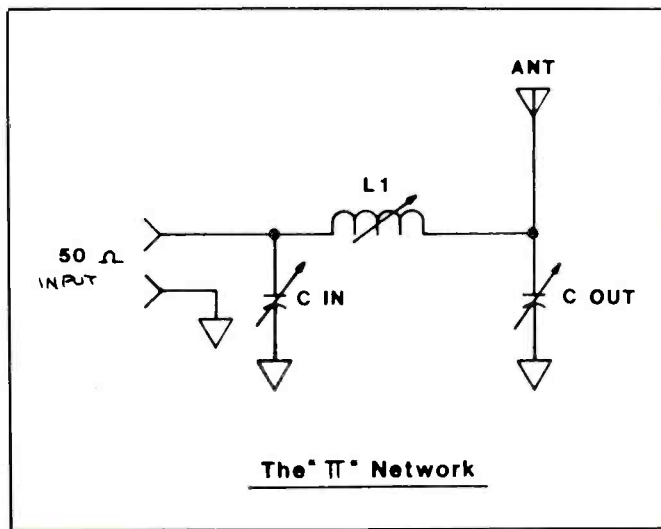 ANT
L1
50 Ω
INPUT
C IN
C OUT
The "π" Network